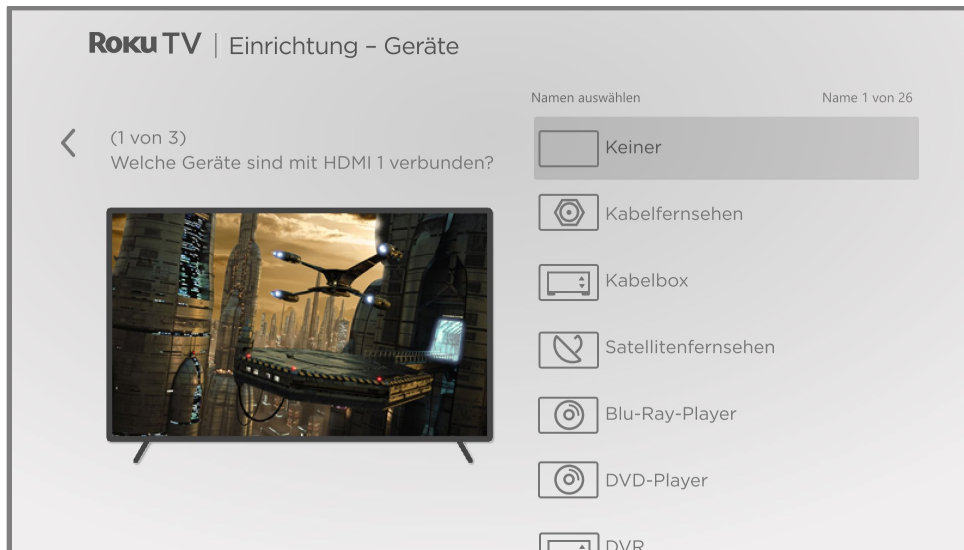 Roku TV | Einrichtung – Geräte
Namen auswählen
Name 1 von 26
(1 von 3)
Welche Geräte sind mit HDMI 1 verbunden?
Keiner
Kabelfernsehen
Kabelbox
Satellitenfernsehen
Blu-Ray-Player
DVD-Player
DVR